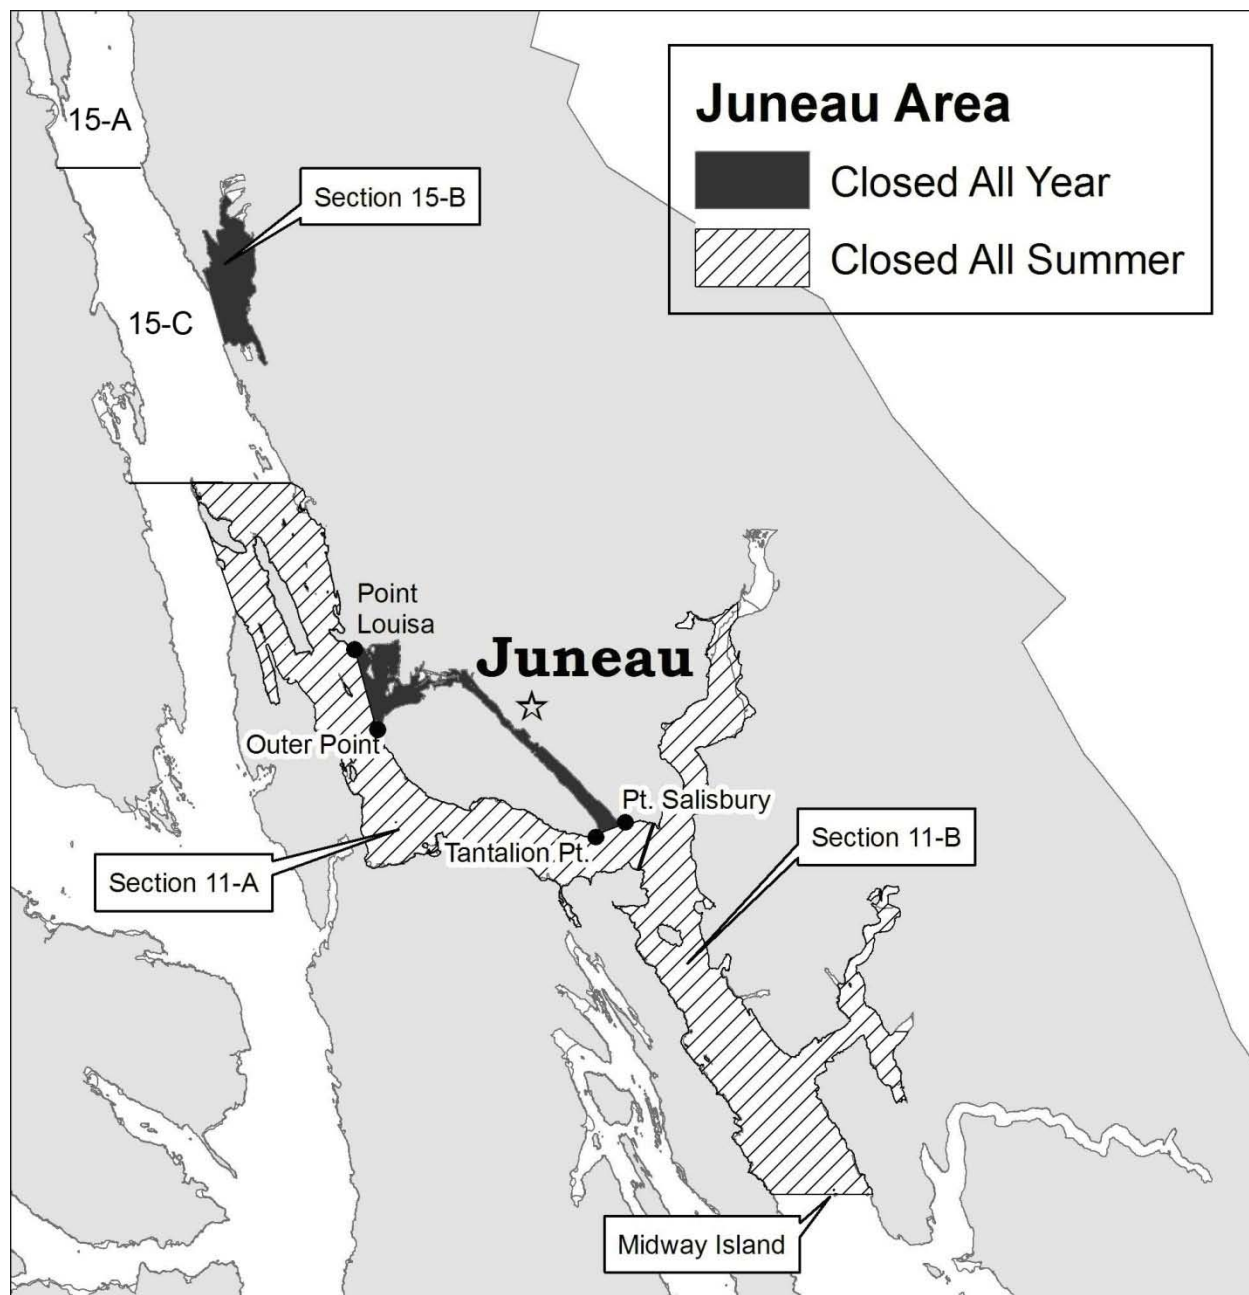 Juneau Area
Closed All Year
Closed All Summer
15-A
Section 15-B
15-C
Point
Louisa
Juneau
Outer Point
Pt. Salisbury
Tantalion Pt.
Section 11-B
Section 11-A
Midway Island